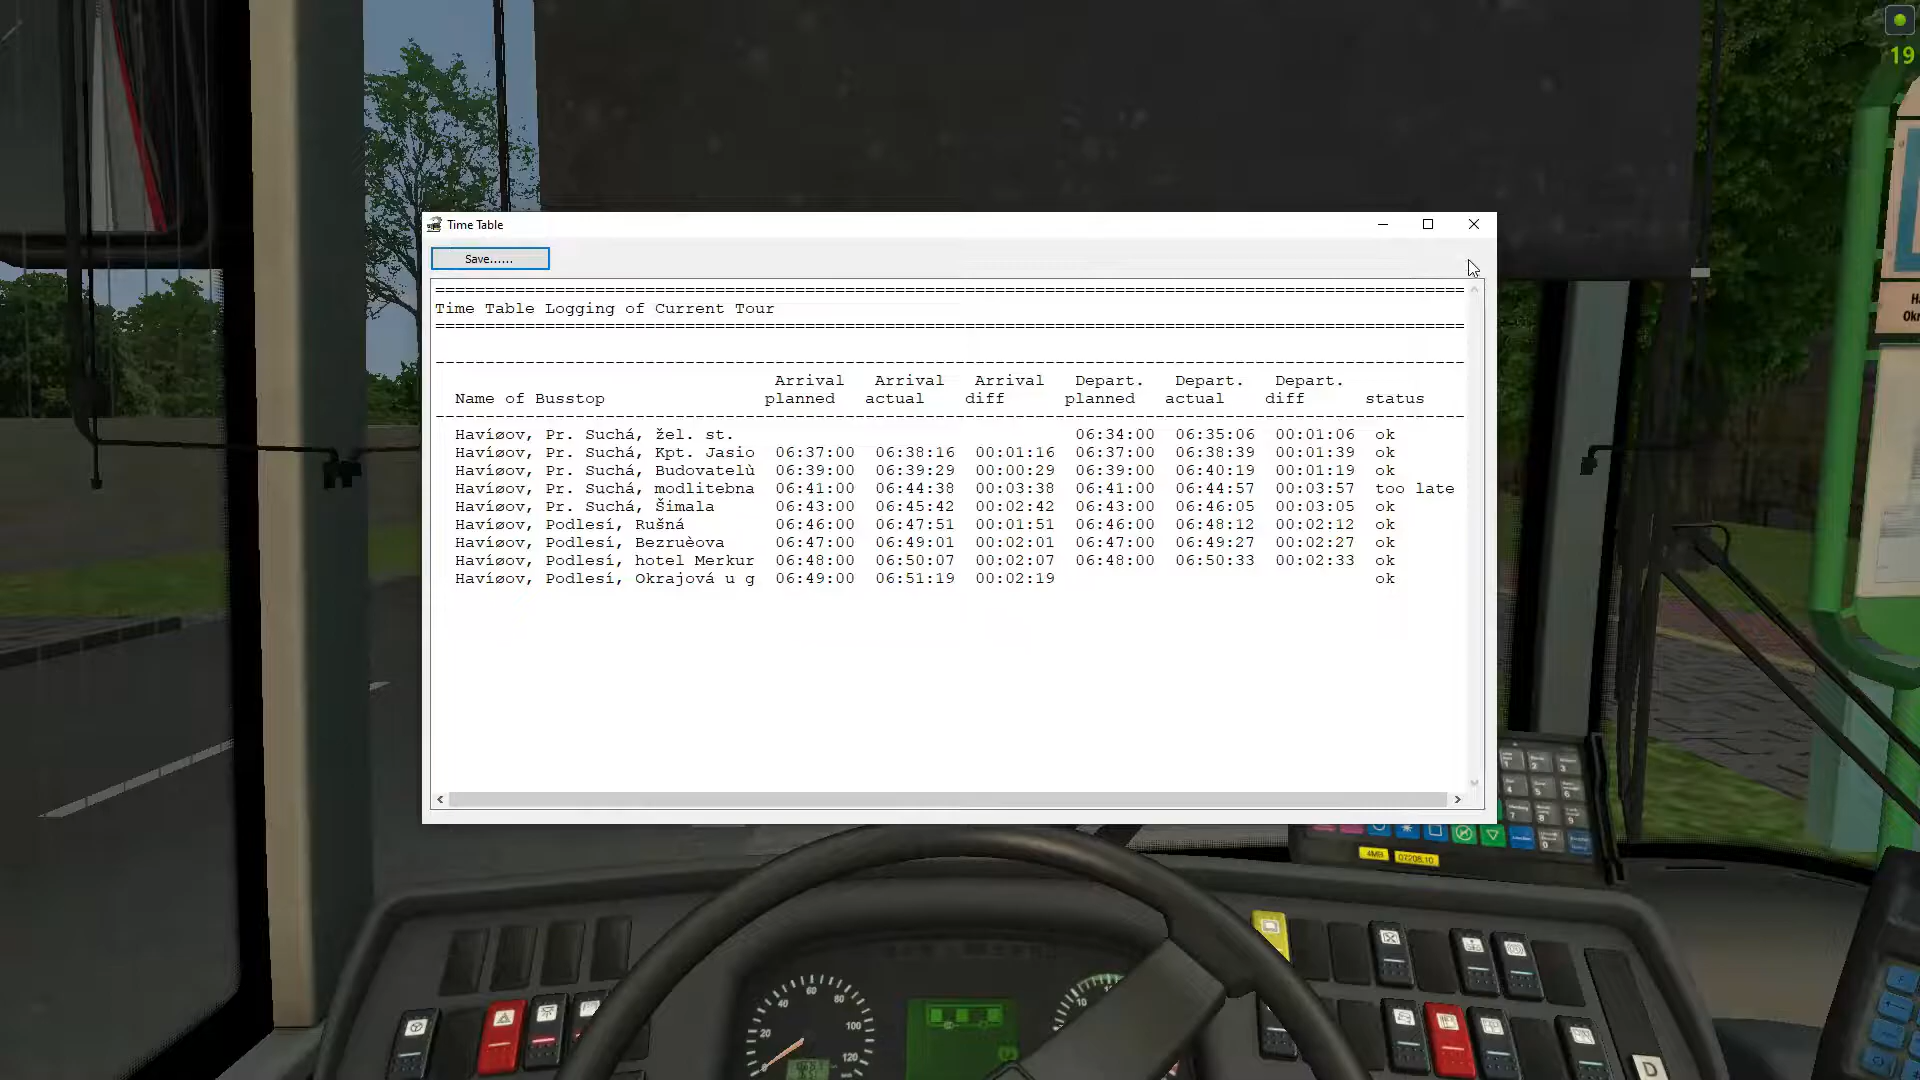 19
Time Table
Save......
==========================================================================================================
Time Table Logging of Current Tour
==========================================================================================================
----------------------------------------------------------------------------------------------------------
Arrival Arrival Arrival Depart. Depart. Depart.
Name of Busstop planned actual diff planned actual diff status
----------------------------------------------------------------------------------------------------------
Havíøov, Pr. Suchá, žel. st. 06:34:00 06:35:06 00:01:06 ok
Havíøov, Pr. Suchá, Kpt. Jasio 06:37:00 06:38:16 00:01:16 06:37:00 06:38:39 00:01:39 ok
Havíøov, Pr. Suchá, Budovatelù 06:39:00 06:39:29 00:00:29 06:39:00 06:40:19 00:01:19 ok
Havíøov, Pr. Suchá, modlitebna 06:41:00 06:44:38 00:03:38 06:41:00 06:44:57 00:03:57 too late
Havíøov, Pr. Suchá, Šimala 06:43:00 06:45:42 00:02:42 06:43:00 06:46:05 00:03:05 ok
Havíøov, Podlesí, Rušná 06:46:00 06:47:51 00:01:51 06:46:00 06:48:12 00:02:12 ok
Havíøov, Podlesí, Bezruèova 06:47:00 06:49:01 00:02:01 06:47:00 06:49:27 00:02:27 ok
Havíøov, Podlesí, hotel Merkur 06:48:00 06:50:07 00:02:07 06:48:00 06:50:33 00:02:33 ok
Havíøov, Podlesí, Okrajová u g 06:49:00 06:51:19 00:02:19 ok
4MBI 07208.10
20 40 60 80 100 120
10
D